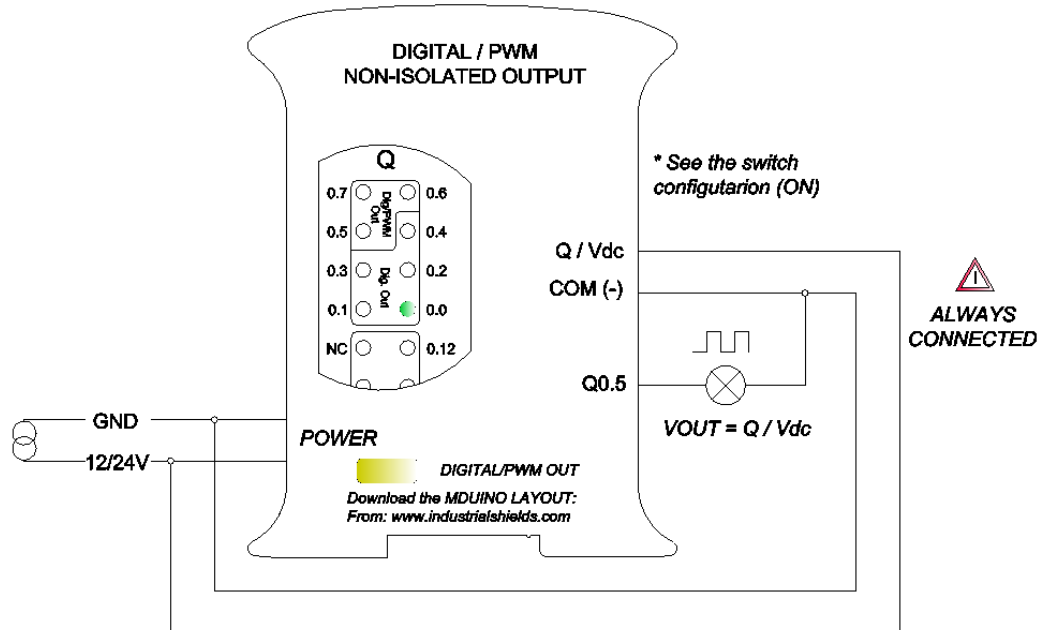 DIGITAL / PWM
NON-ISOLATED OUTPUT
Q
0.7
0.6
Dig/PWM
Out
0.5
0.4
0.3
0.2
Dig. Out
0.1
0.0
NC
0.12
* See the switch
configutarion (ON)
Q / Vdc
COM (-)
ALWAYS
CONNECTED
Q0.5
VOUT = Q / Vdc
GND
12/24V
POWER
DIGITAL/PWM OUT
Download the MDUINO LAYOUT:
From: www.industrialshields.com